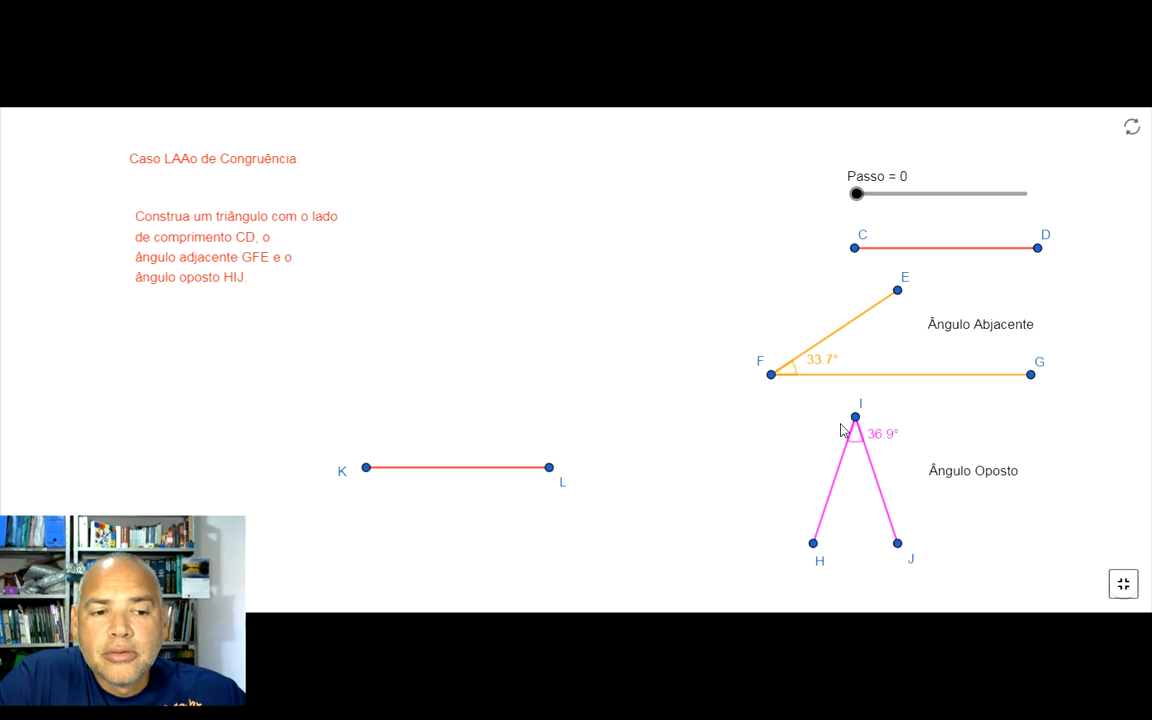 Caso LAAo de Congruência.
Passo = 0
Construa um triângulo com o lado
de comprimento CD, o
ângulo adjacente GFE e o
ângulo oposto HIJ.
C D
E
Ângulo Abjacente
F 33.7° G
I
36.9°
Ângulo Oposto
K L
H J